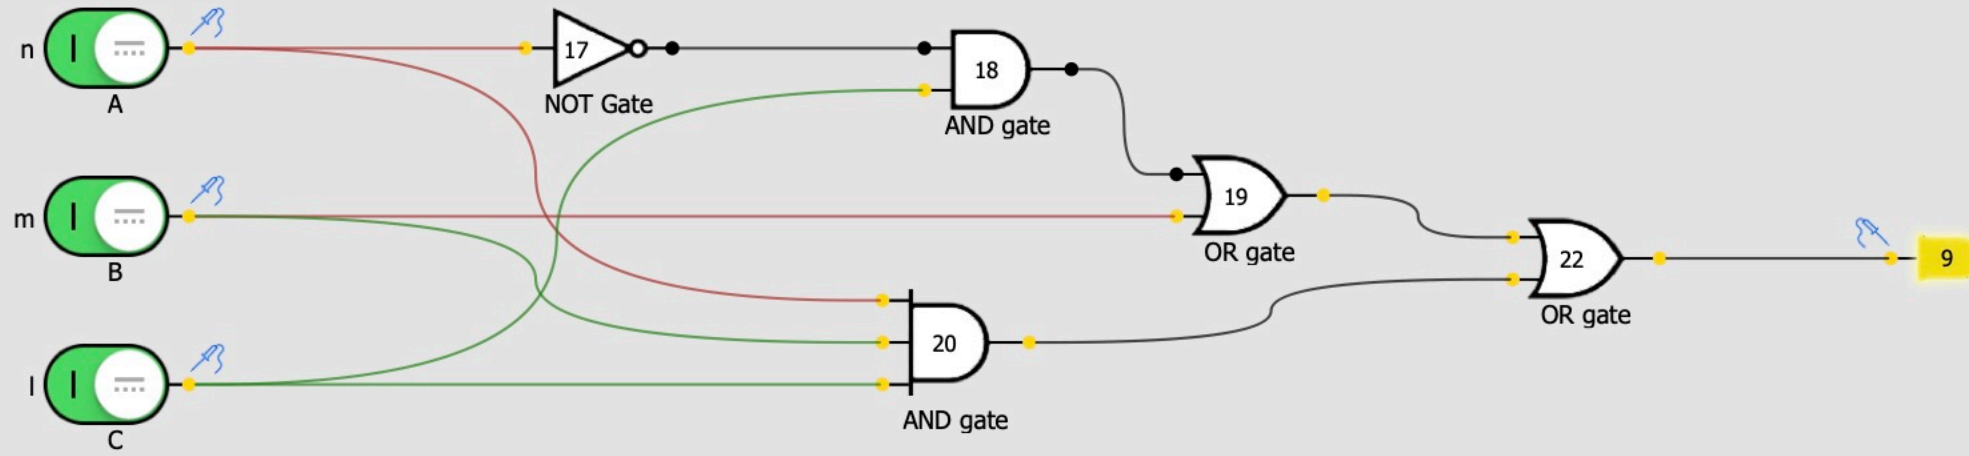 n
A
17
NOT Gate
18
AND gate
m
B
19
OR gate
22
OR gate
9
l
C
20
AND gate